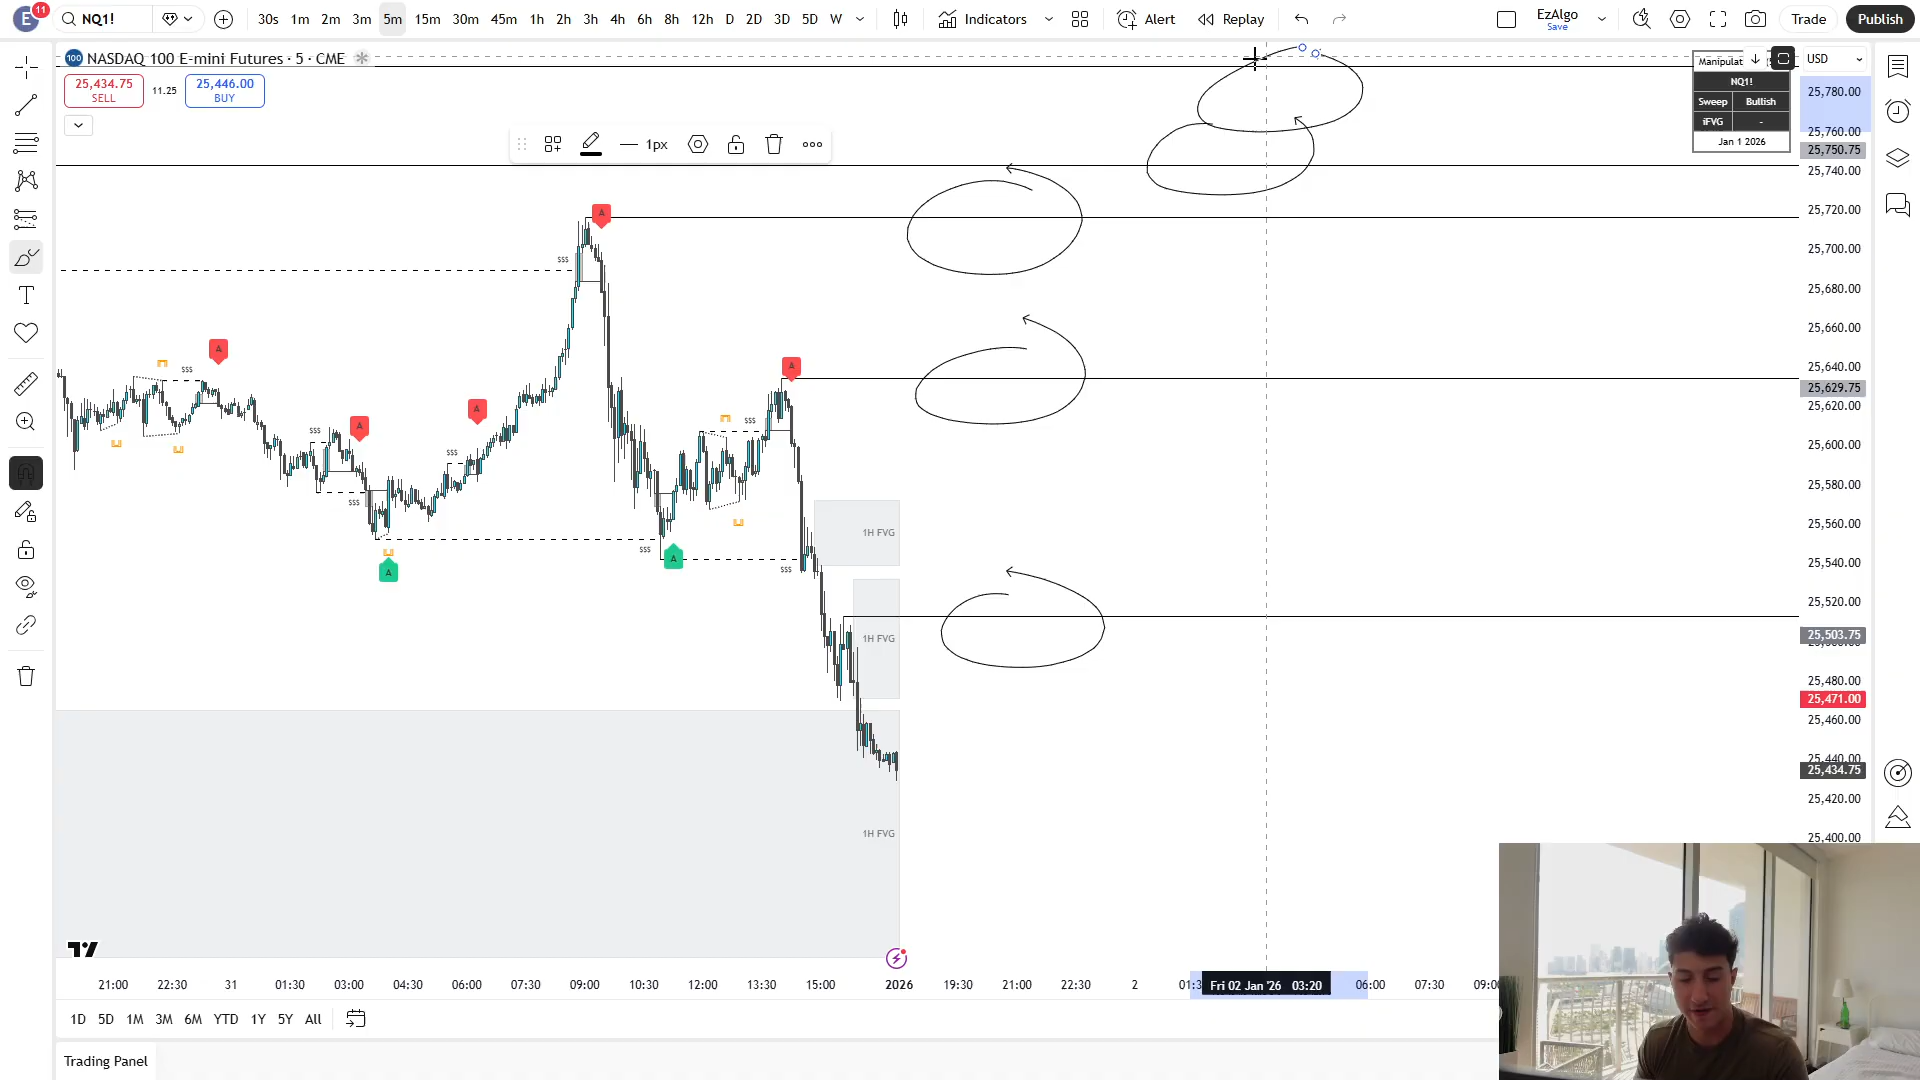 E
11
NQ1!
30s 1m 2m 3m 5m 15m 30m 45m 1h 2h 3h 4h 6h 8h 12h D 2D 3D 5D W
Indicators
Alert
Replay
EzAlgo
Save
Trade
Publish
100 NASDAQ 100 E-mini Futures · 5 · CME
25,434.75
SELL
11.25
25,446.00
BUY
1px
Manipulat
NQ1!
Sweep Bullish
iFVG -
Jan 1 2026
USD
25,780.00
25,760.00
25,750.75
25,740.00
25,720.00
25,700.00
25,680.00
25,660.00
25,640.00
25,629.75
25,620.00
25,600.00
25,580.00
25,560.00
25,540.00
25,520.00
25,503.75
25,480.00
25,471.00
25,460.00
25,440.00
25,434.75
25,420.00
25,400.00
A
$$$
A
$$$
A
A
$$$
$$$
A
$$$
A
$$$
$$$
A
$$$
A
$$$
1H FVG
1H FVG
1H FVG
21:00 22:30 31 01:30 03:00 04:30 06:00 07:30 09:00 10:30 12:00 13:30 15:00 2026 19:30 21:00 22:30 2 Fri 02 Jan '26 03:20 06:00 07:30
1D 5D 1M 3M 6M YTD 1Y 5Y All
Trading Panel